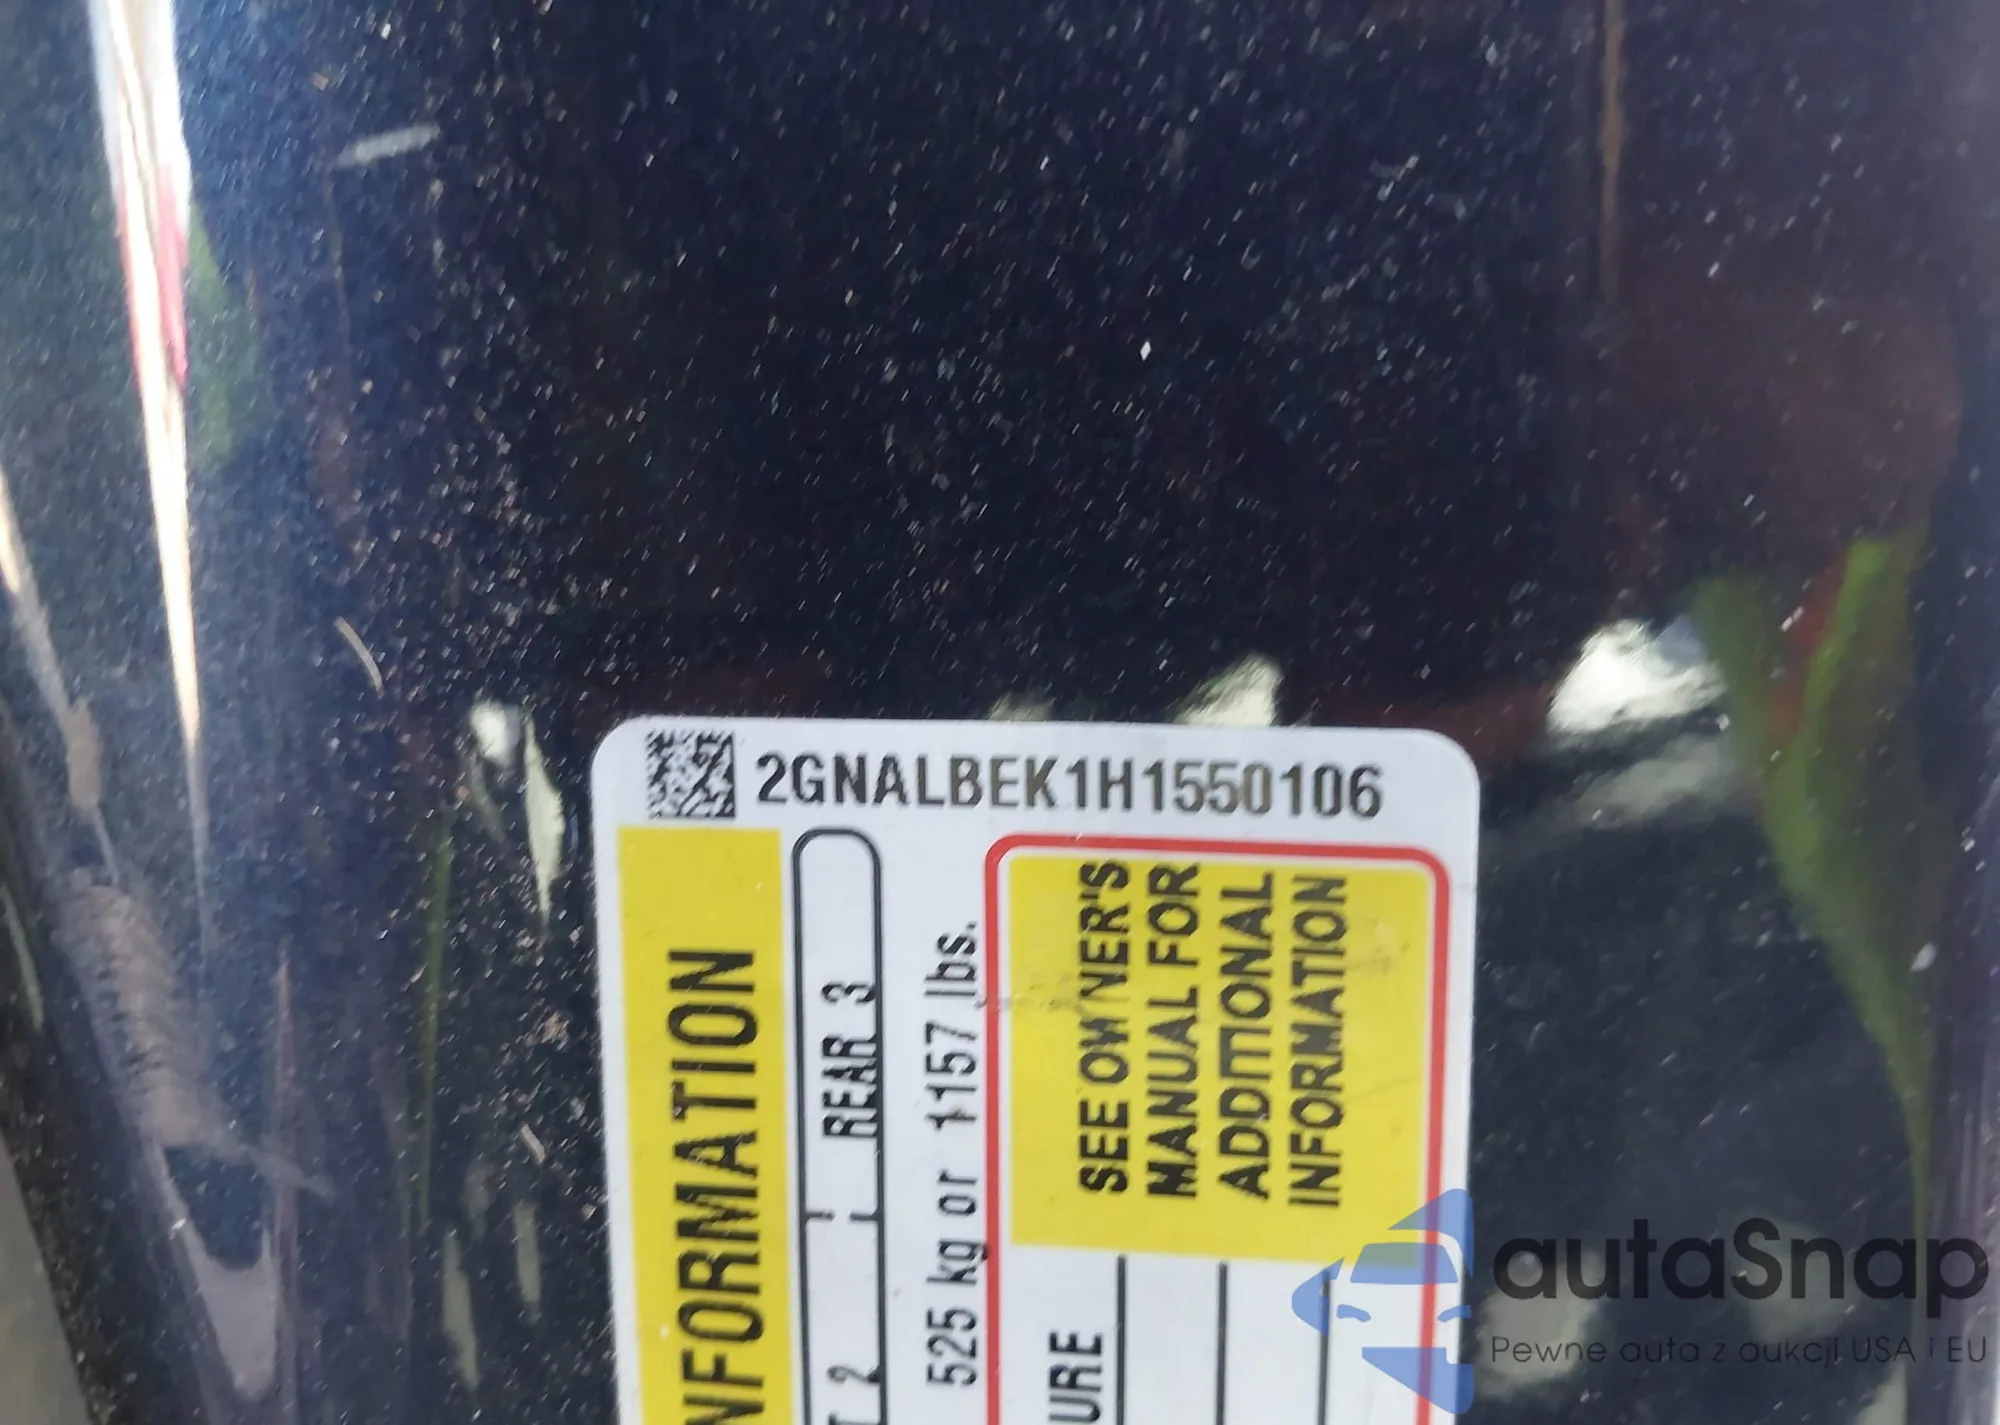 2GNALBEK1H1550106
INFORMATION
T 2 REAR 3
525 kg or 1157 lbs.
SEE OWNER'S
MANUAL FOR
ADDITIONAL
INFORMATION
URE
autaSnap
Pewne auta z aukcji USA i EU